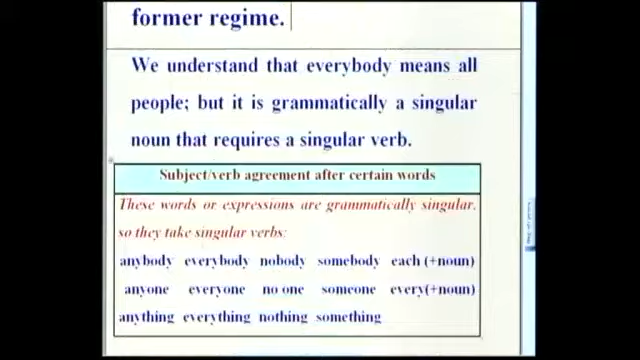 former regime.
We understand that everybody means all
people; but it is grammatically a singular
noun that requires a singular verb.
Subject/verb agreement after certain words
These words or expressions are grammatically singular,
so they take singular verbs:
anybody everybody nobody somebody each (+noun)
anyone everyone no one someone every(+noun)
anything everything nothing something